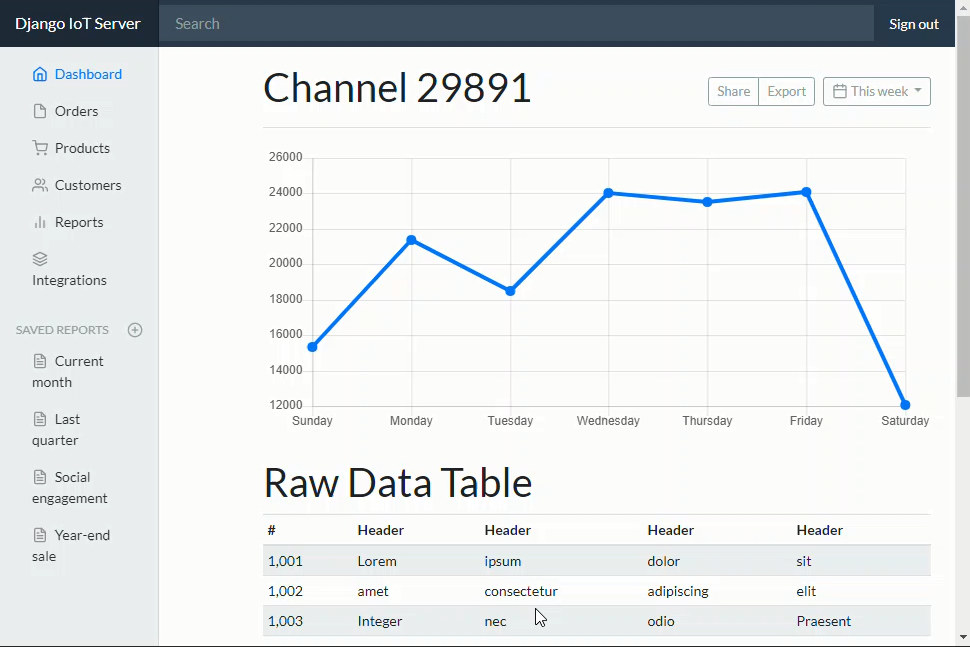 Django IoT Server Search Sign out
Dashboard
Orders
Products
Customers
Reports
Integrations
SAVED REPORTS
Current
month
Last
quarter
Social
engagement
Year-end
sale
Channel 29891
Share Export This week
26000
24000
22000
20000
18000
16000
14000
12000
Sunday Monday Tuesday Wednesday Thursday Friday Saturday
Raw Data Table
# Header Header Header Header
1,001 Lorem ipsum dolor sit
1,002 amet consectetur adipiscing elit
1,003 Integer nec odio Praesent